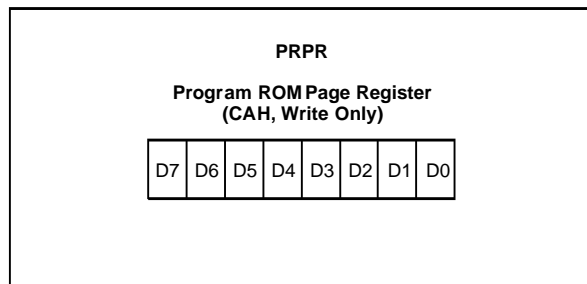 PRPR
Program ROM Page Register
(CAH, Write Only)
D7 D6 D5 D4 D3 D2 D1 D0